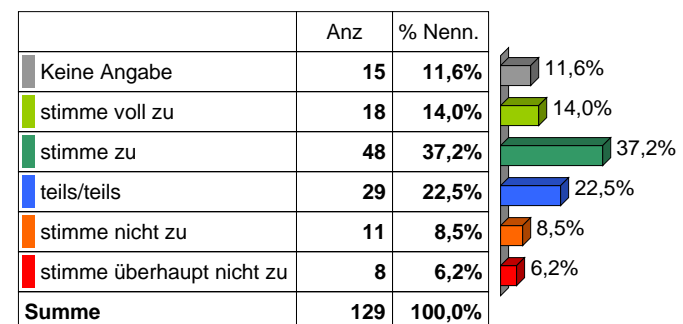 Anz % Nenn.
Keine Angabe 15 11,6% 11,6%
stimme voll zu 18 14,0% 14,0%
stimme zu 48 37,2% 37,2%
teils/teils 29 22,5% 22,5%
stimme nicht zu 11 8,5% 8,5%
stimme überhaupt nicht zu 8 6,2% 6,2%
Summe 129 100,0%